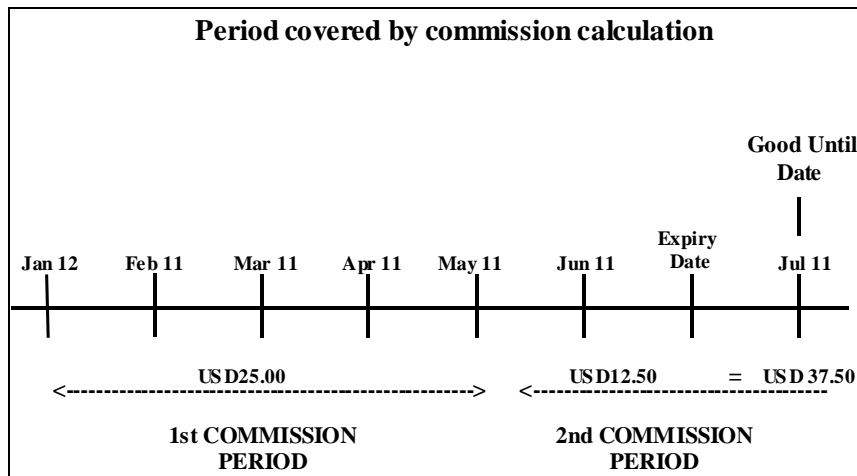 Period covered by commission calculation
Good Until
Date
Jan 12 Feb 11 Mar 11 Apr 11 May 11 Jun 11 Expiry Date Jul 11
USD25.00 USD12.50 = USD 37.50
<----------------------------------------------------------> <------------------------------------------
1st COMMISSION
PERIOD
2nd COMMISSION
PERIOD